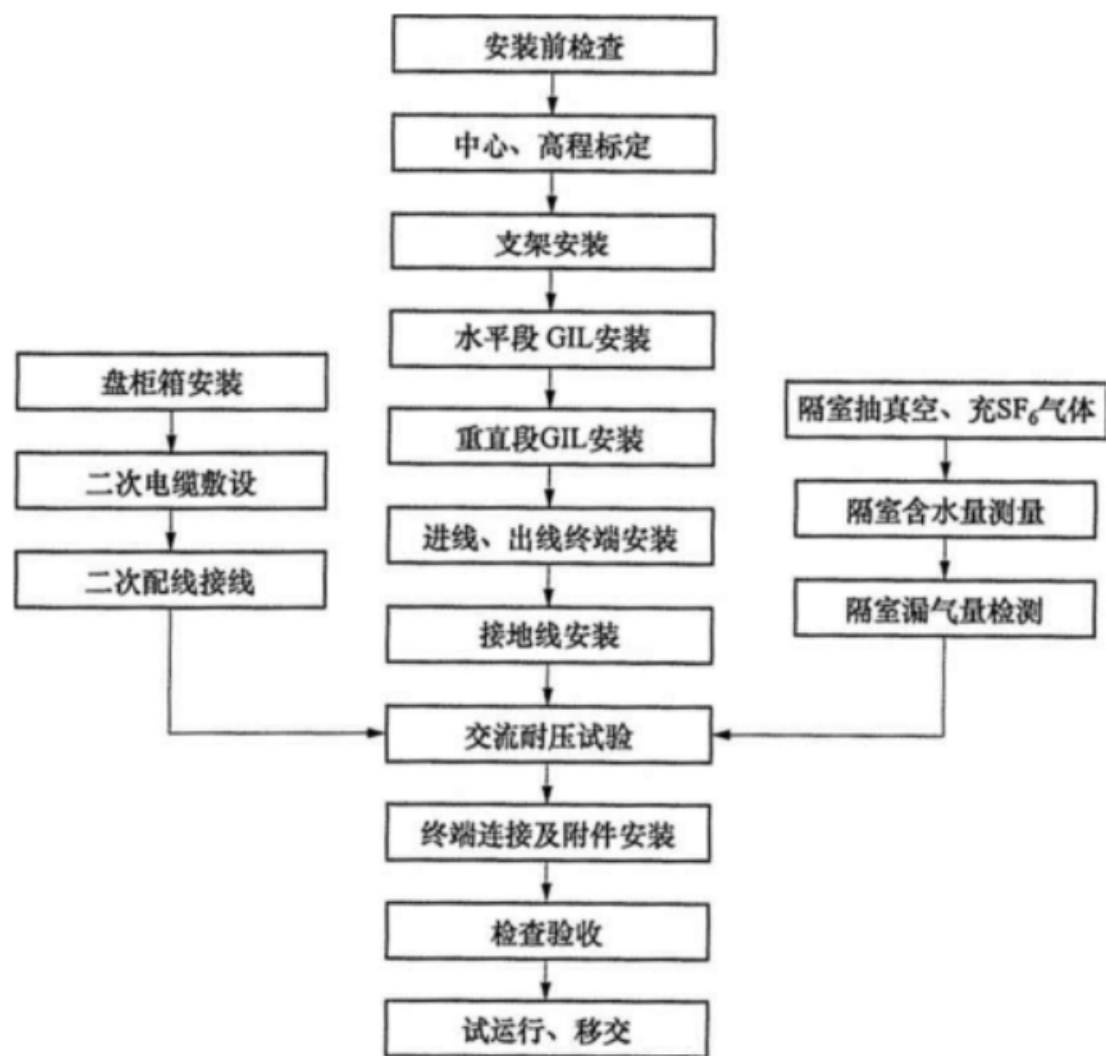 安装前检查
中心、高程标定
支架安装
水平段 GIL安装
重直段GIL安装
进线、出线终端安装
接地线安装
盘柜箱安装
二次电缆敷设
二次配线接线
隔室抽真空、充SF₆气体
隔室含水量测量
隔室漏气量检测
交流耐压试验
终端连接及附件安装
检查验收
试运行、移交